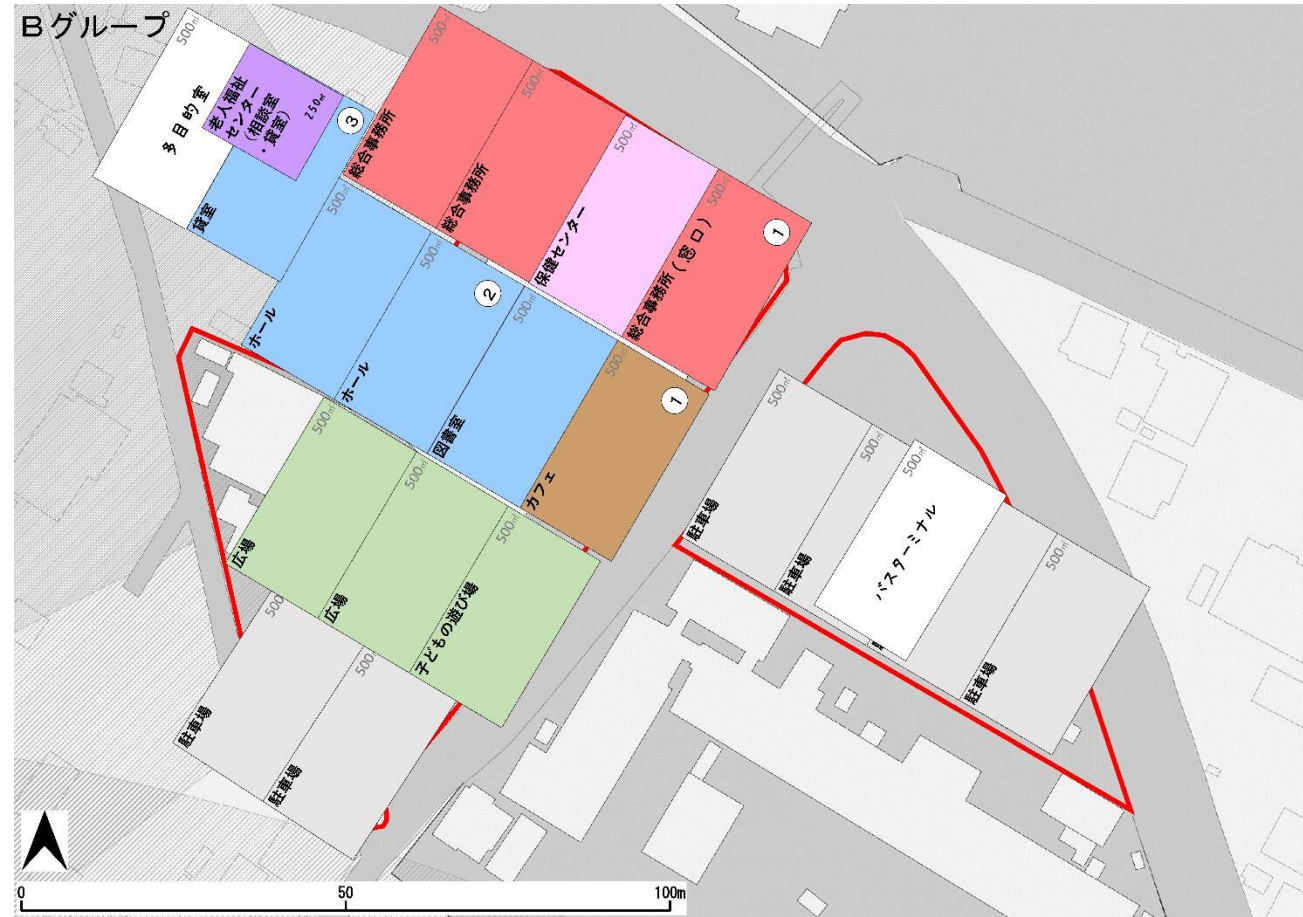 Bグループ
500㎡
多目的室
老人福祉
センター
(相談室
・貸室)
250㎡
貸室
3
500㎡
総合事務所
500㎡
総合事務所
500㎡
保健センター
500㎡
総合事務所(窓口)
1
500㎡
ホール
500㎡
ホール
2
500㎡
図書室
500㎡
カフェ
1
500㎡
広場
500㎡
広場
500㎡
子どもの遊び場
500
駐車場
500
駐車場
500㎡
駐車場
500㎡
駐車場
500㎡
バスターミナル
500㎡
駐車場
0
50
100m